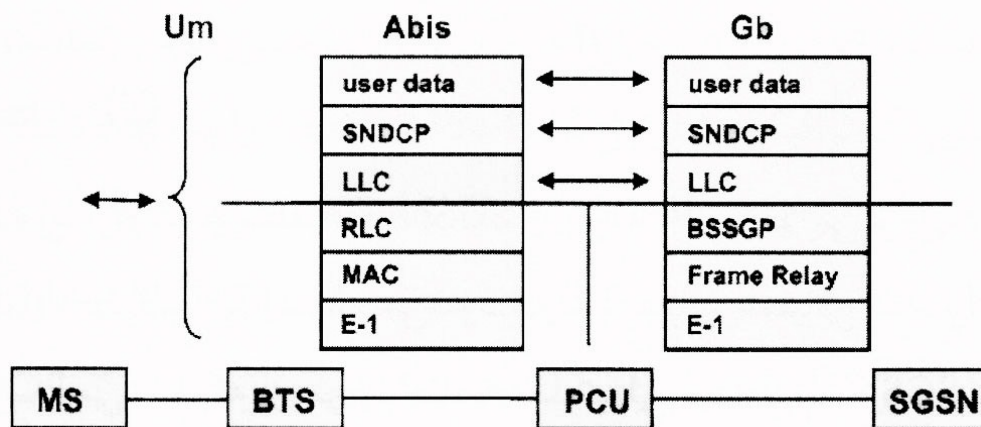 Um Abis Gb
user data user data
SNDCP SNDCP
LLC LLC
RLC BSSGP
MAC Frame Relay
E-1 E-1
MS BTS PCU SGSN